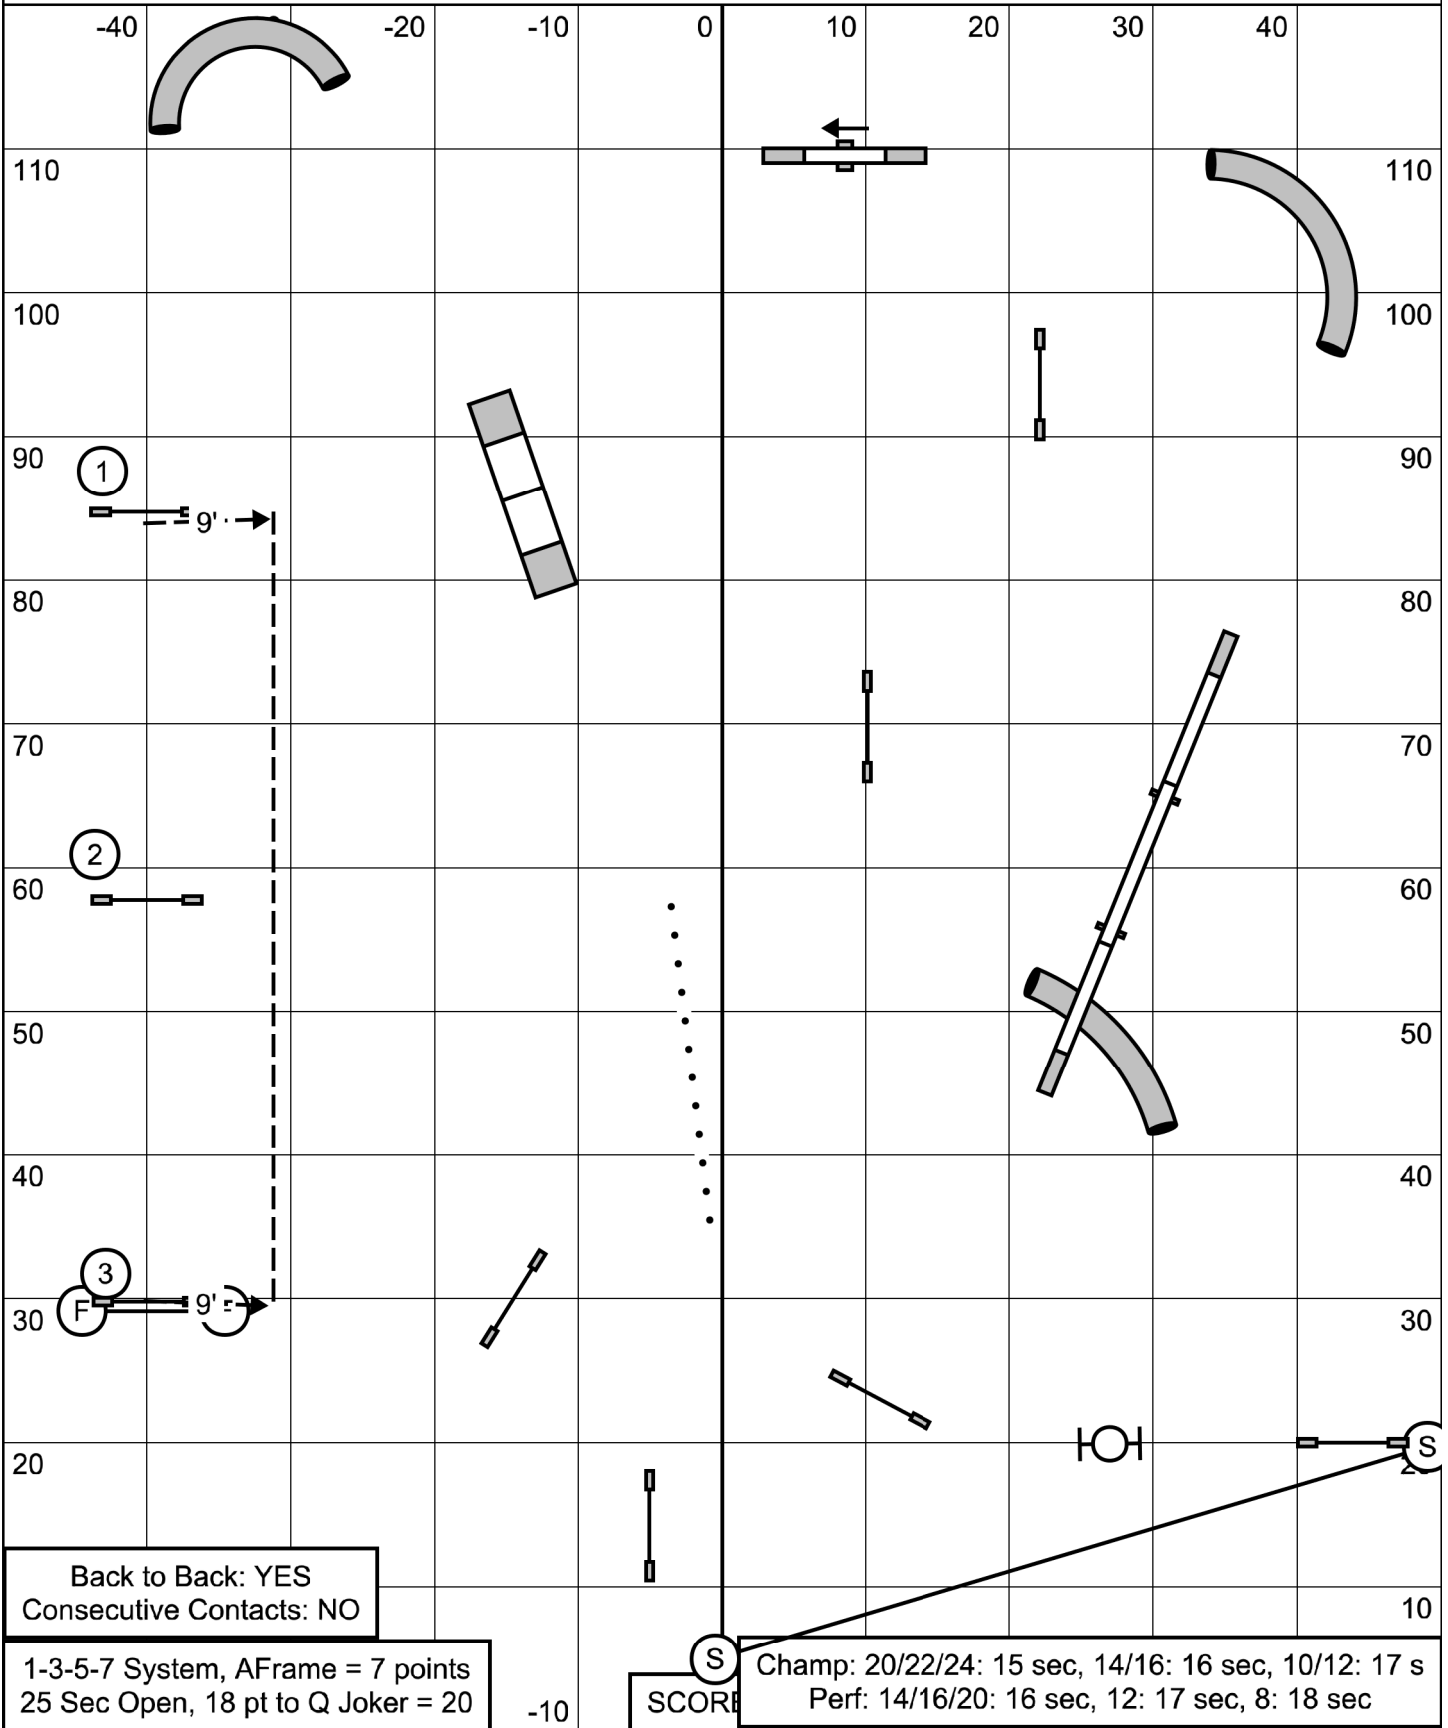 -40 -20 -10 0 10 20 30 40
110 110
100 100
90 90
1
9'
80 80
70 70
2
60 60
50 50
40 40
3
F 9'
30 30
20 S
Back to Back: YES
Consecutive Contacts: NO
10
1-3-5-7 System, AFrame = 7 points
25 Sec Open, 18 pt to Q Joker = 20
-10
S
SCORE
Champ: 20/22/24: 15 sec, 14/16: 16 sec, 10/12: 17 s
Perf: 14/16/20: 16 sec, 12: 17 sec, 8: 18 sec